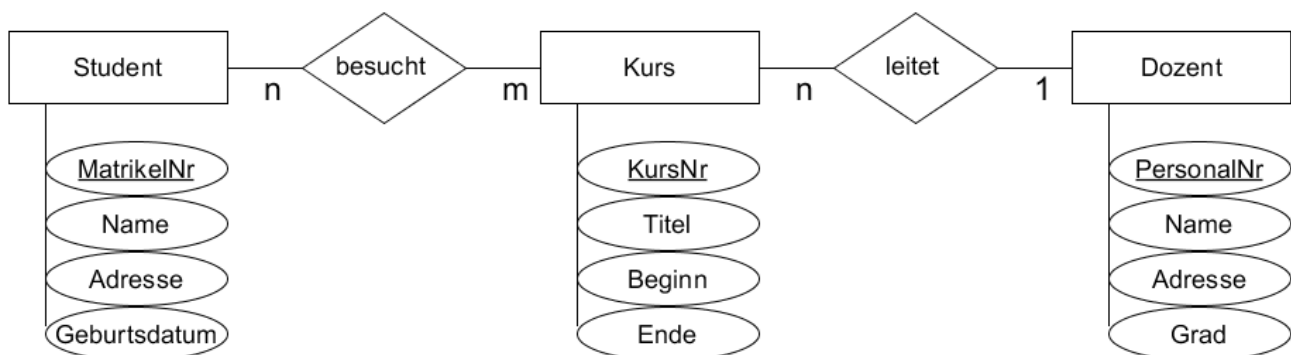 Student
besucht
Kurs
leitet
Dozent
n
m
n
1
MatrikelNr
KursNr
PersonalNr
Name
Titel
Name
Adresse
Beginn
Adresse
Geburtsdatum
Ende
Grad